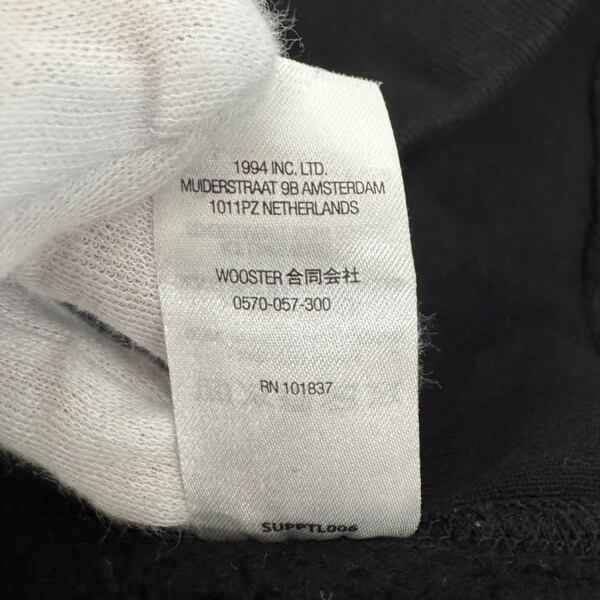 1994 INC. LTD.
MUIDERSTRAAT 9B AMSTERDAM
1011PZ NETHERLANDS
WOOSTER 合同会社
0570-057-300
RN 101837
SUPPTL006